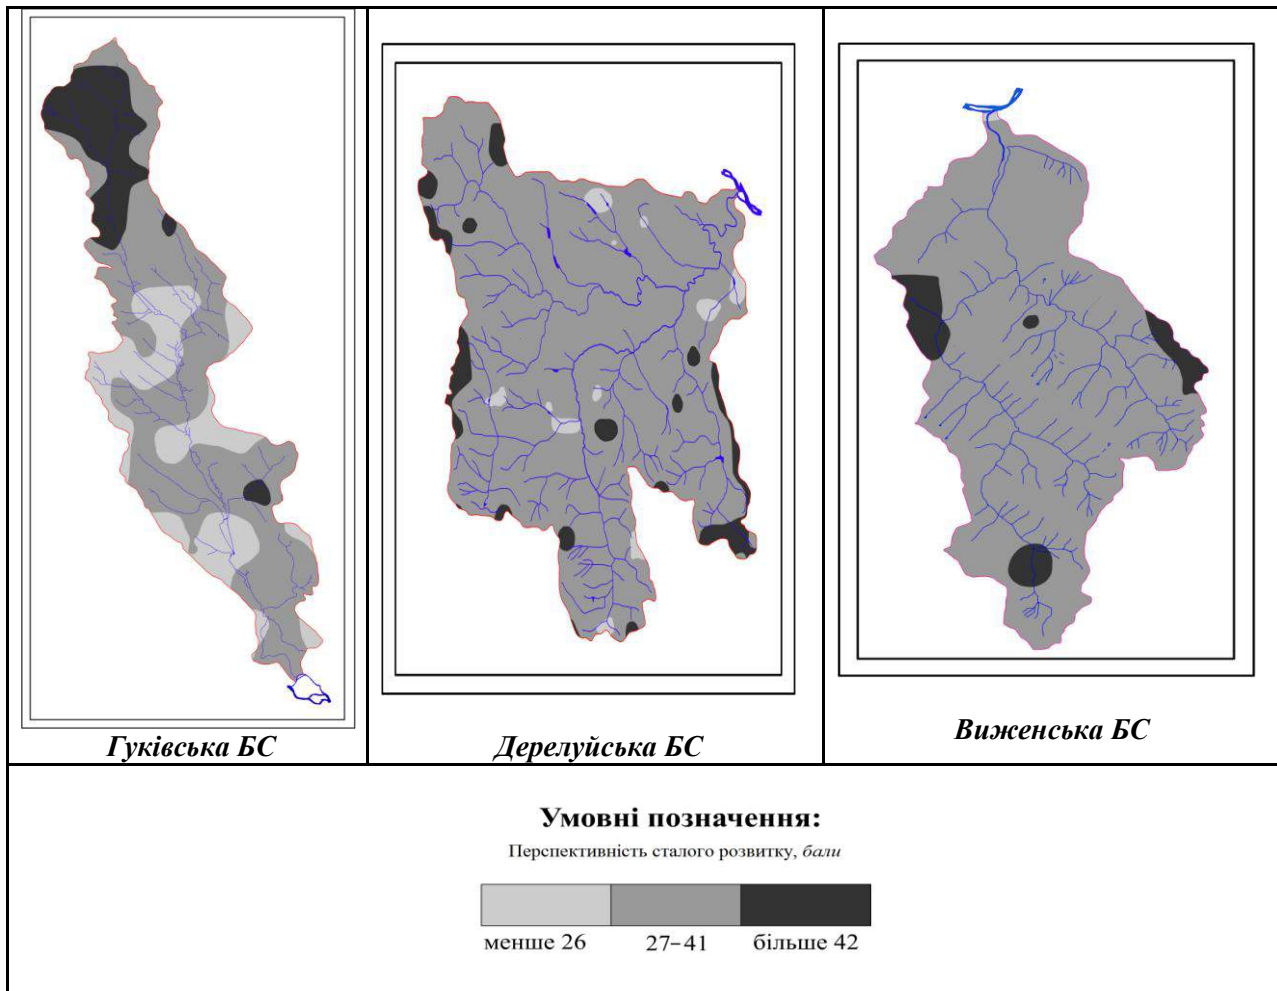 Гуківська БС
Дерелуйська БС
Виженська БС
Умовні позначення:
Перспективність сталого розвитку, бали
менше 26
27–41
більше 42